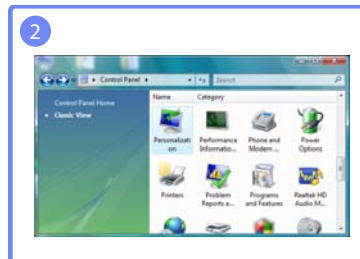 2
Control Panel
Search
Control Panel Home
Classic View
Name Category
Personalizati
on
Performance
Informatio...
Phone and
Modem ...
Power
Options
Printers
Problem
Reports a...
Programs
and Features
Realtek HD
Audio M...